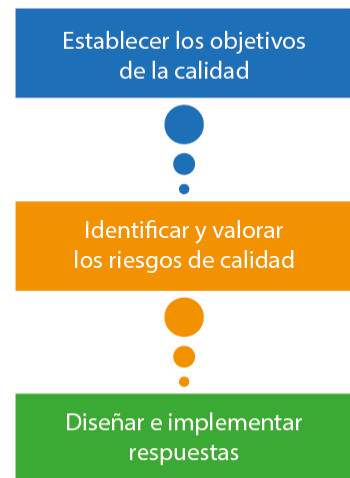 Establecer los objetivos
de la calidad
Identificar y valorar
los riesgos de calidad
Diseñar e implementar
respuestas